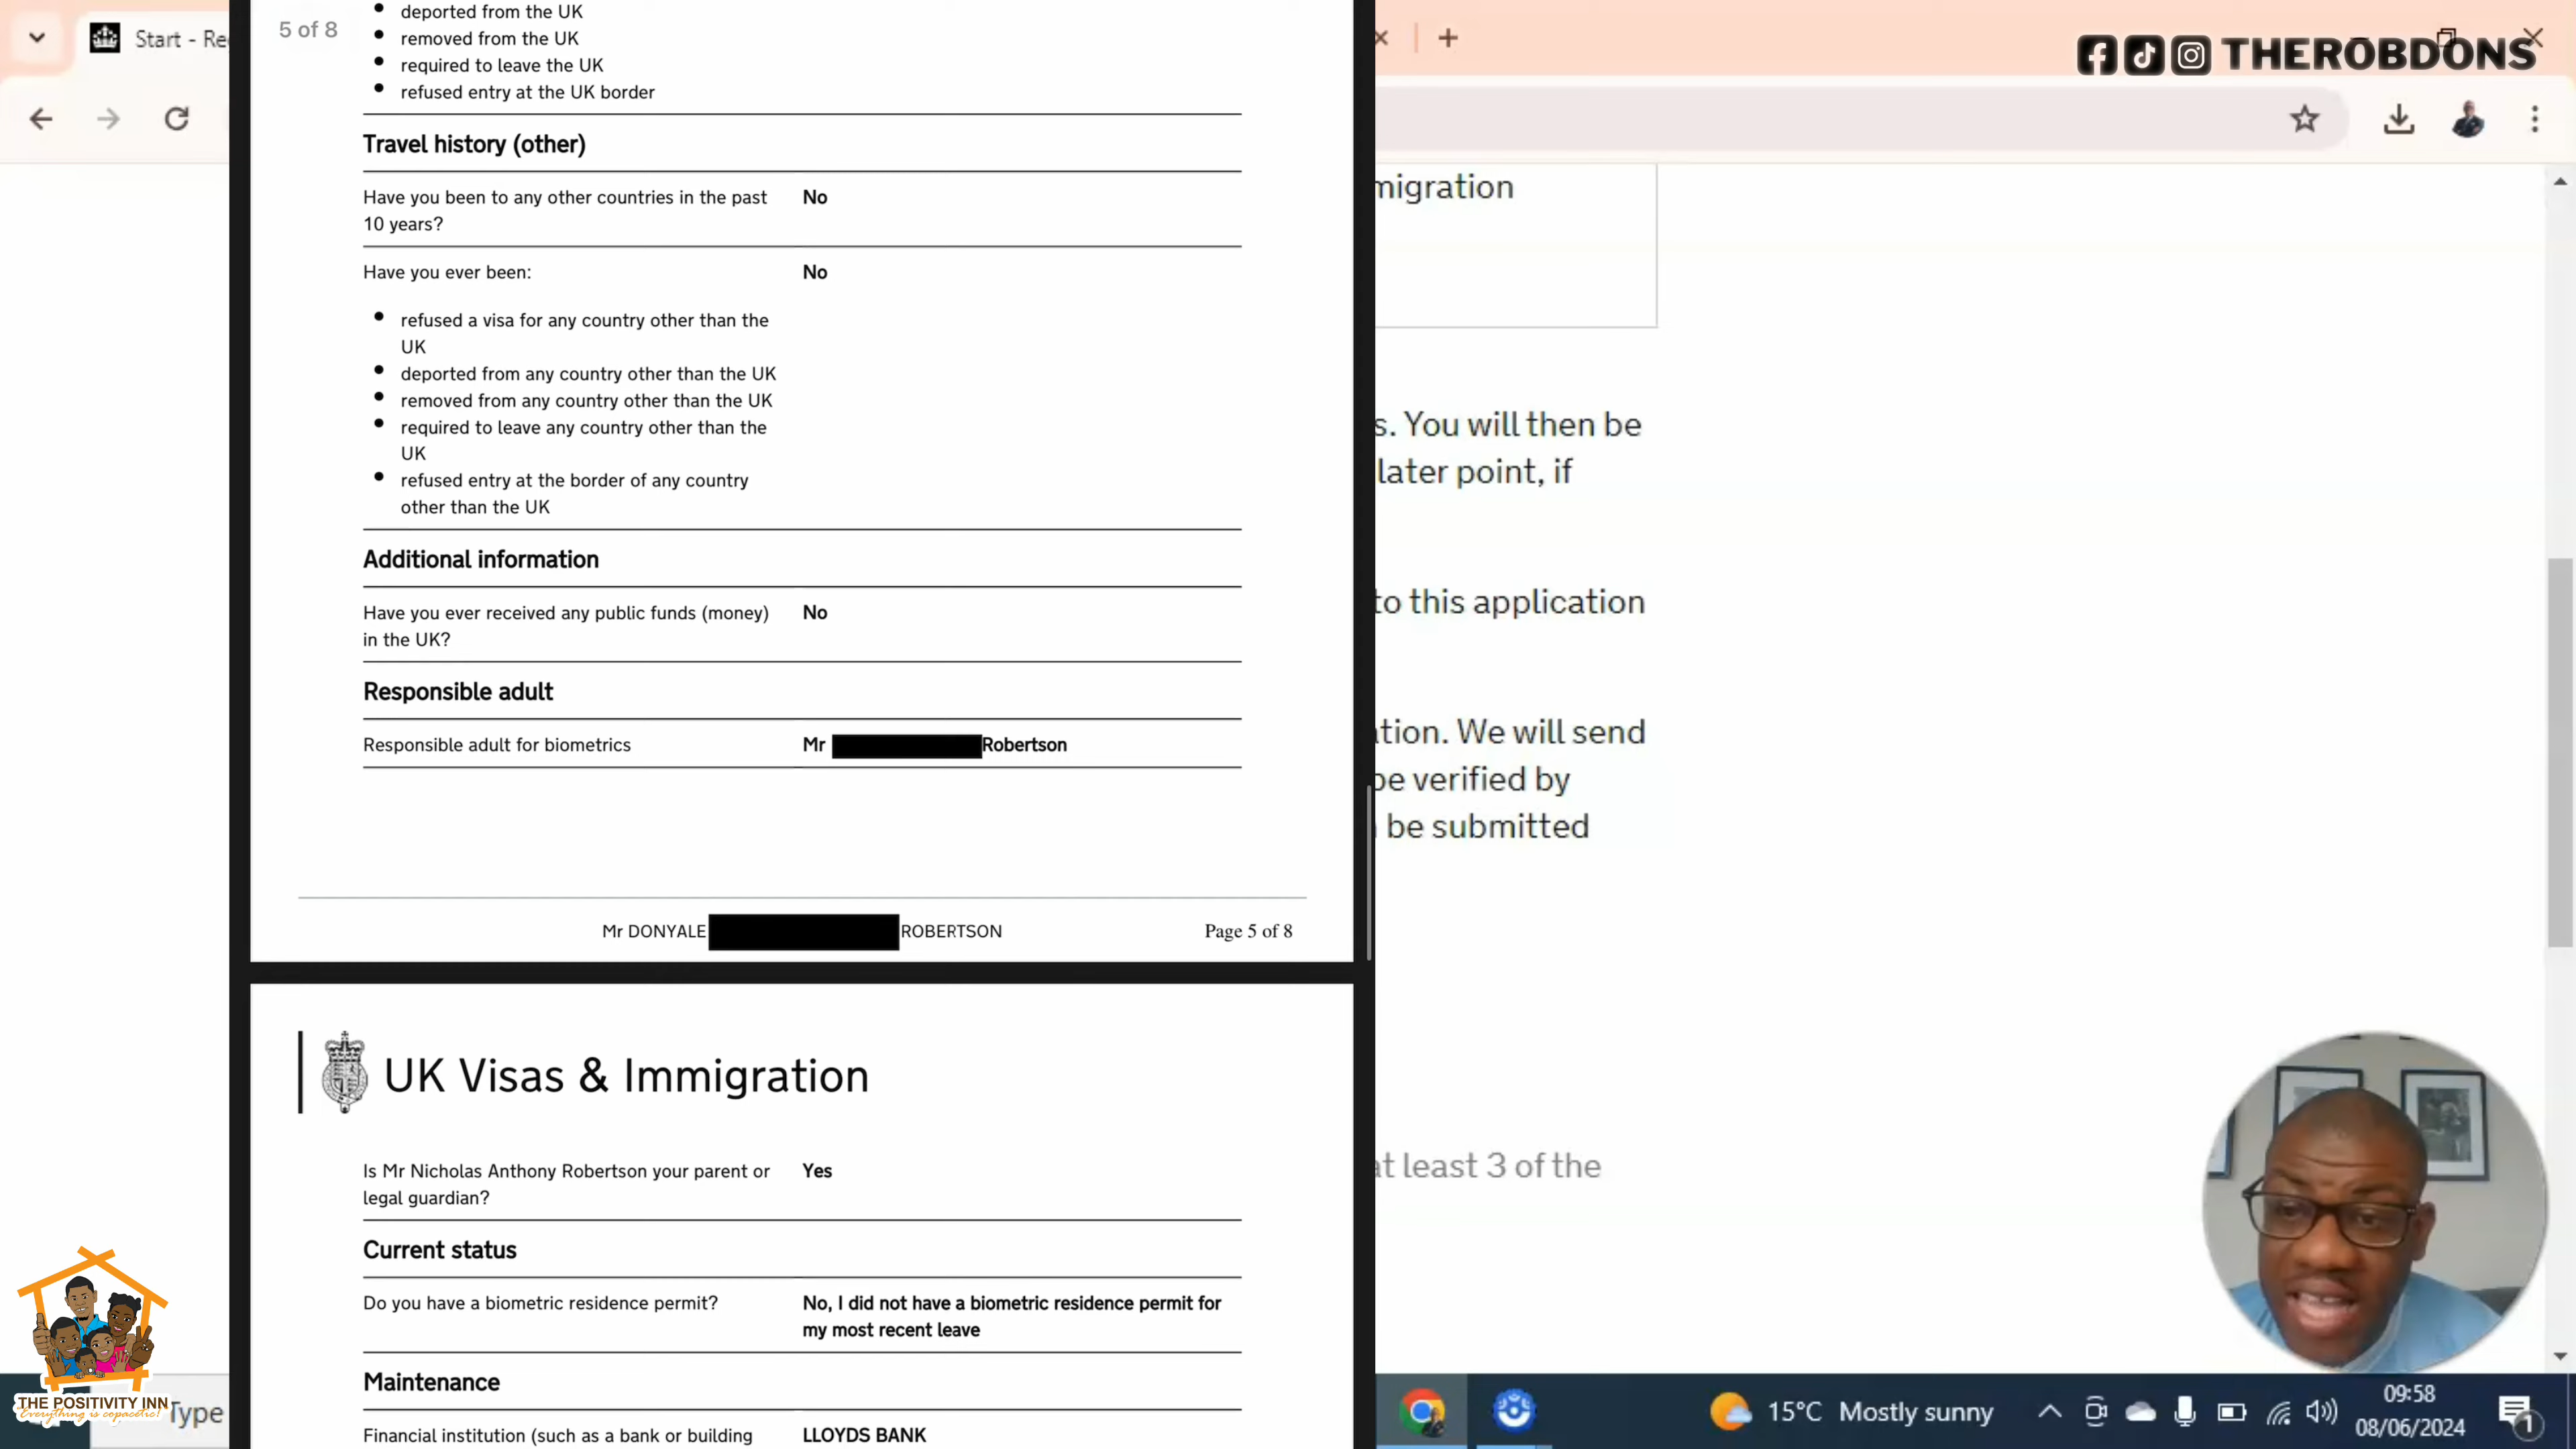 Start - Re
THEROBDONS
5 of 8
deported from the UK
removed from the UK
required to leave the UK
refused entry at the UK border
Travel history (other)
Have you been to any other countries in the past No
10 years?
Have you ever been: No
refused a visa for any country other than the
UK
deported from any country other than the UK
removed from any country other than the UK
required to leave any country other than the
UK
refused entry at the border of any country
other than the UK
Additional information
Have you ever received any public funds (money) No
in the UK?
Responsible adult
Responsible adult for biometrics Mr Robertson
Mr DONYALE ROBERTSON Page 5 of 8
UK Visas & Immigration
Is Mr Nicholas Anthony Robertson your parent or Yes
legal guardian?
Current status
Do you have a biometric residence permit? No, I did not have a biometric residence permit for
my most recent leave
Maintenance
Financial institution (such as a bank or building LLOYDS BANK
migration
s. You will then be
later point, if
to this application
tion. We will send
be verified by
be submitted
at least 3 of the
THE POSITIVITY INN
Everything is copacetic!
Type
15°C Mostly sunny
09:58
08/06/2024
1